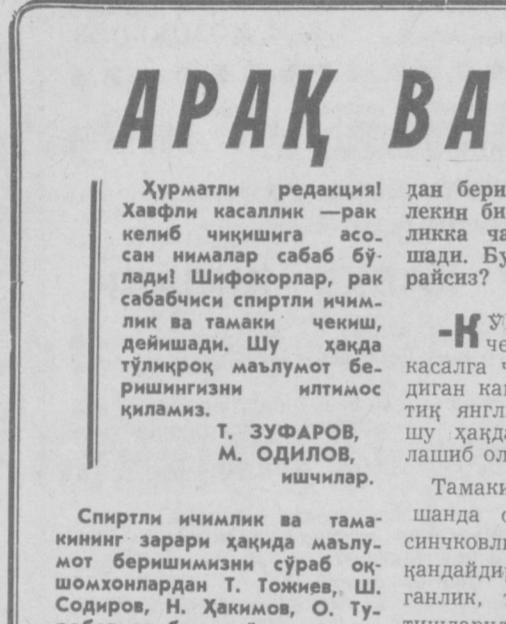 АРАҚ ВА
Ҳурматли редакция!
Хавфли касаллик —рак
келиб чиқишига асо-
сан нималар сабаб бў-
лади! Шифокорлар, рак
сабабчиси спиртли ичим-
лик ва тамаки чекиш,
дейишади. Шу ҳақда
тўлиқроқ маълумот бе-
ришингизни илтимос
қиламиз.
Т. ЗУФАРОВ,
М. ОДИЛОВ,
ишчилар.
Спиртли ичимлик ва тама-
кининг зарари ҳақида маълу-
мот беришимизни сўраб оқ-
шомхонлардан Т. Тожиев, Ш.
Содиров, Н. Ҳакимов, О. Ту-
дан бери
лекин би
ликка ча
шади. Бу
райсиз?
-К
че
касалга ч
диган ка
тиқ янгл
шу ҳақда
лашиб ол
Тамаки
шанда с
синчковл
қандайди
ганлик,